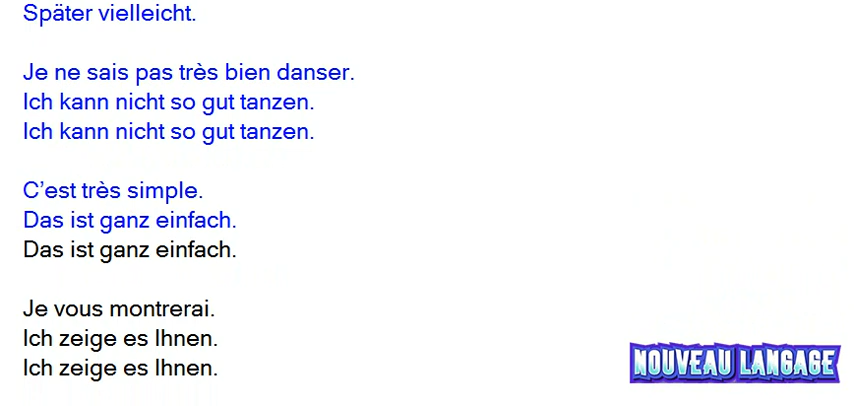 Später vielleicht.
Je ne sais pas très bien danser.
Ich kann nicht so gut tanzen.
Ich kann nicht so gut tanzen.
C’est très simple.
Das ist ganz einfach.
Das ist ganz einfach.
Je vous montrerai.
Ich zeige es Ihnen.
Ich zeige es Ihnen.
NOUVEAU LANGAGE